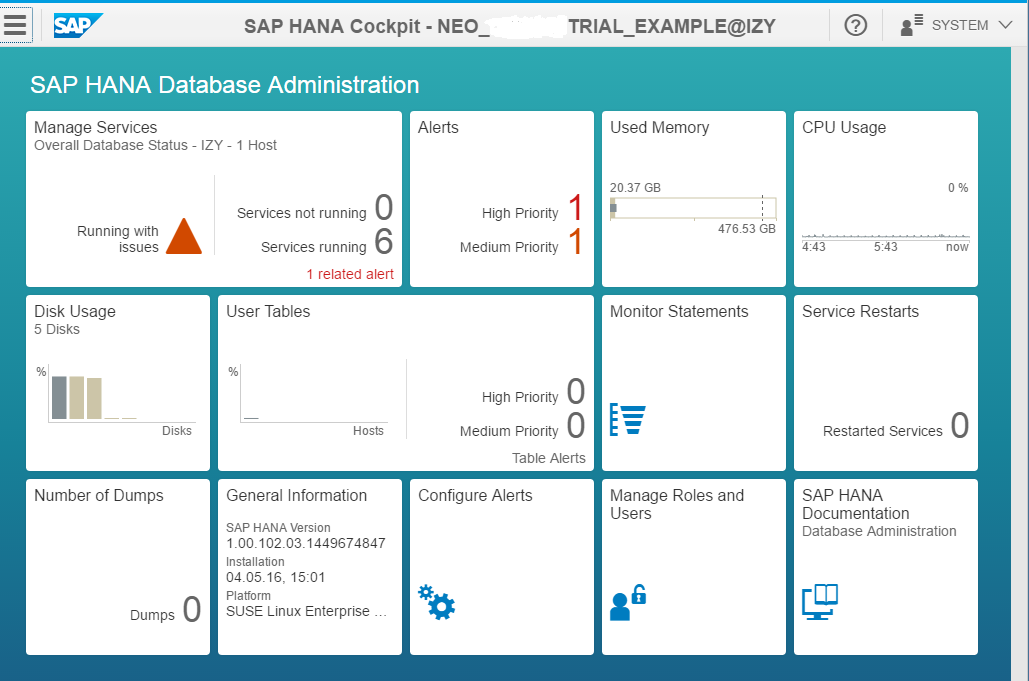 SAP
SAP HANA Cockpit - NEO_ TRIAL_EXAMPLE@IZY
?
SYSTEM
SAP HANA Database Administration
Manage Services
Overall Database Status - IZY - 1 Host
Running with
issues
Services not running 0
Services running 6
1 related alert
Alerts
High Priority 1
Medium Priority 1
Used Memory
20.37 GB
476.53 GB
CPU Usage
0 %
4:43 5:43 now
Disk Usage
5 Disks
%
Disks
User Tables
%
Hosts
High Priority 0
Medium Priority 0
Table Alerts
Monitor Statements
Service Restarts
Restarted Services 0
Number of Dumps
Dumps 0
General Information
SAP HANA Version
1.00.102.03.1449674847
Installation
04.05.16, 15:01
Platform
SUSE Linux Enterprise ...
Configure Alerts
Manage Roles and
Users
SAP HANA
Documentation
Database Administration